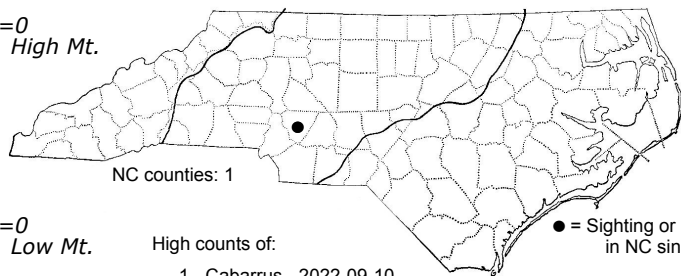 =0
High Mt.
NC counties: 1
=0
Low Mt.
High counts of:
● = Sighting or
in NC sin
1 - Cabarrus - 2022-09-10